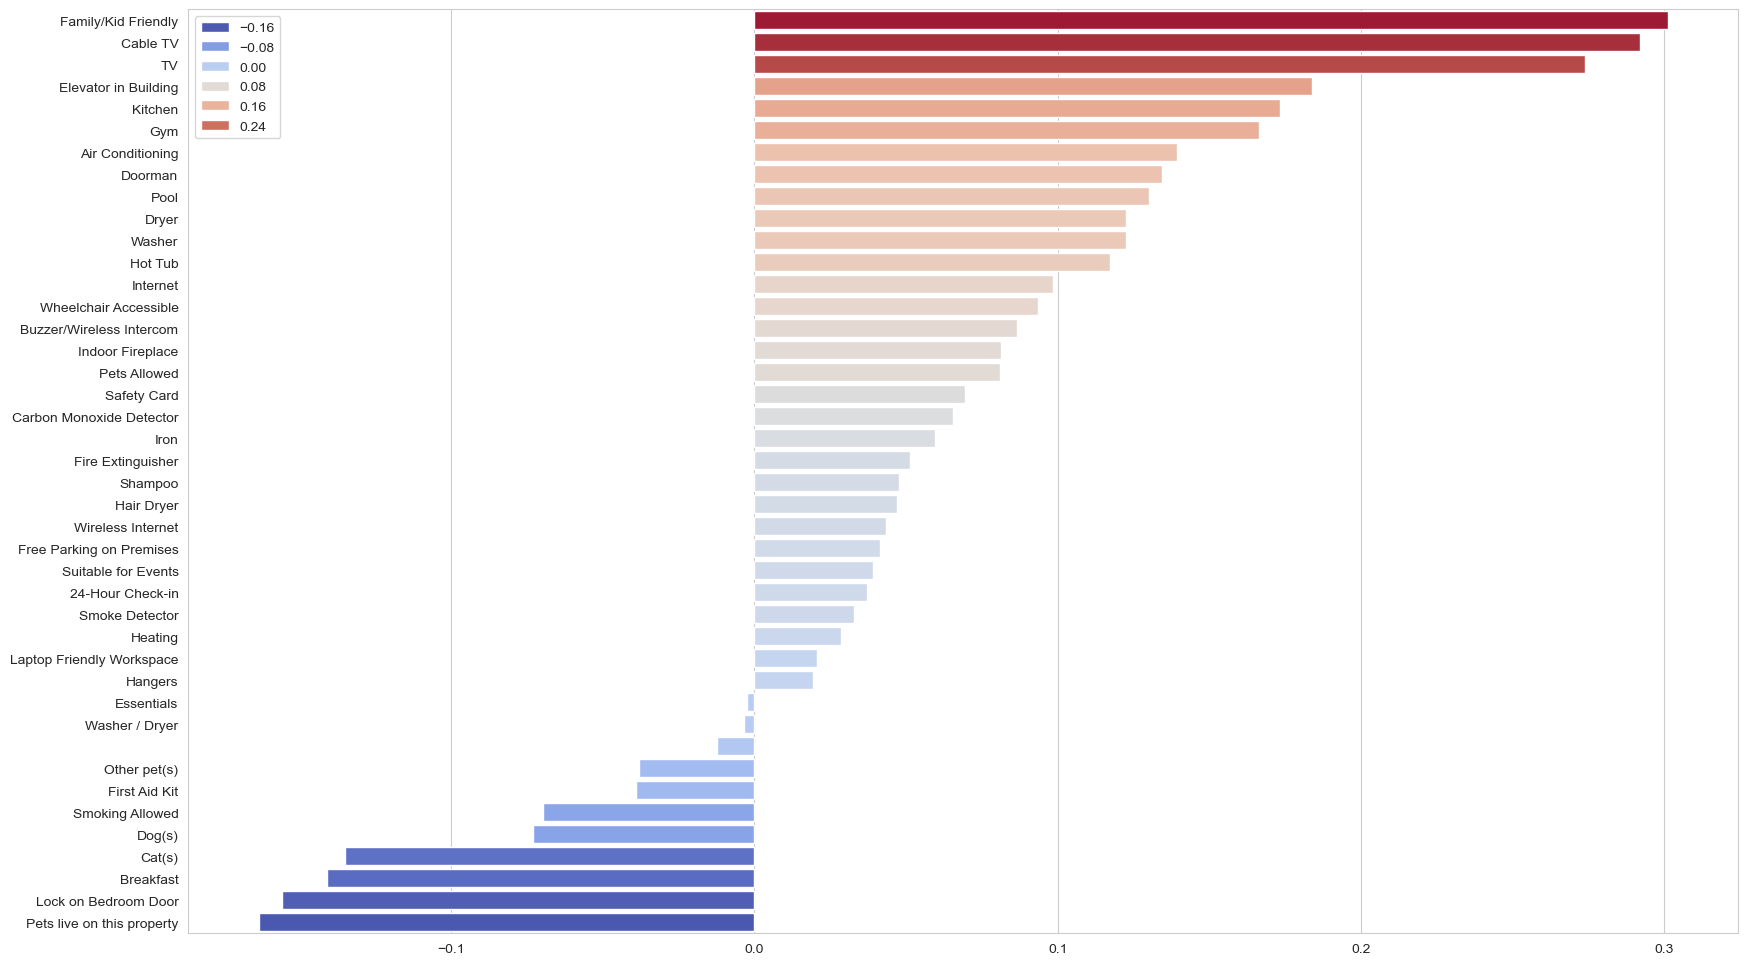 Family/Kid Friendly
Cable TV
TV
Elevator in Building
Kitchen
Gym
Air Conditioning
Doorman
Pool
Dryer
Washer
Hot Tub
Internet
Wheelchair Accessible
Buzzer/Wireless Intercom
Indoor Fireplace
Pets Allowed
Safety Card
Carbon Monoxide Detector
Iron
Fire Extinguisher
Shampoo
Hair Dryer
Wireless Internet
Free Parking on Premises
Suitable for Events
24-Hour Check-in
Smoke Detector
Heating
Laptop Friendly Workspace
Hangers
Essentials
Washer / Dryer
Other pet(s)
First Aid Kit
Smoking Allowed
Dog(s)
Cat(s)
Breakfast
Lock on Bedroom Door
Pets live on this property
−0.16
−0.08
0.00
0.08
0.16
0.24
−0.1 0.0 0.1 0.2 0.3